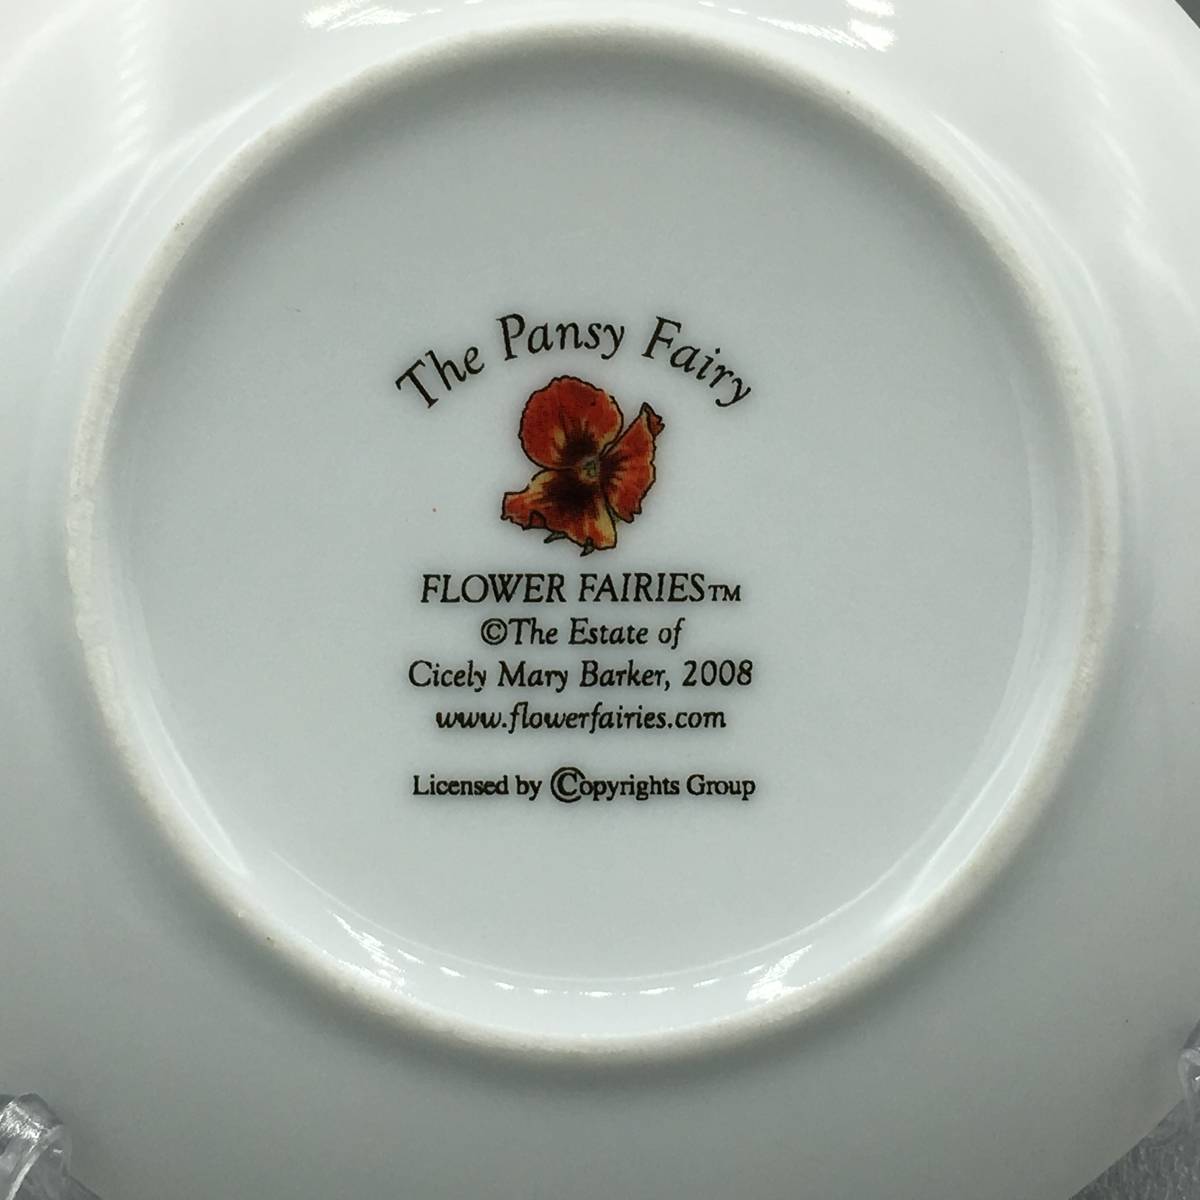 The Pansy Fairy
FLOWER FAIRIES™
©The Estate of
Cicely Mary Barker, 2008
www.flowerfairies.com
Licensed by ©opyrights Group